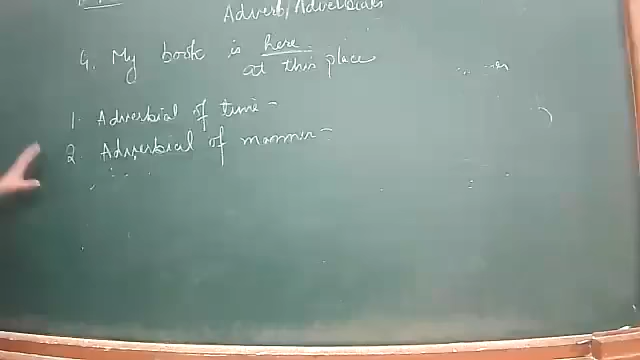 Adverb/Adverbials
4. My book is here.
at this place
1. Adverbial of time -
2. Adverbial of manner -